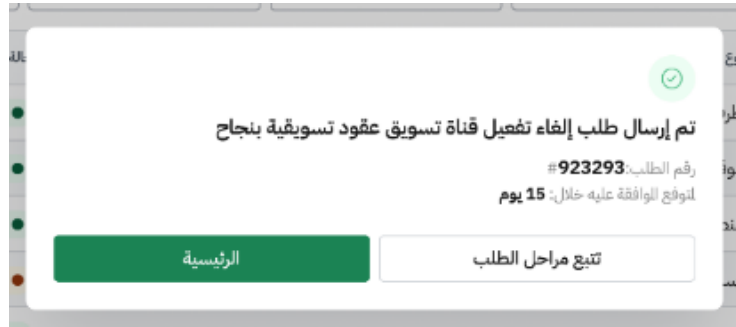 تم إرسال طلب إلغاء تفعيل قناة تسويق عقود تسويقية بنجاح
رقم الطلب:923293#
لتوقع الموافقة عليه خلال: 15 يوم
تتبع مراحل الطلب
الرئيسية